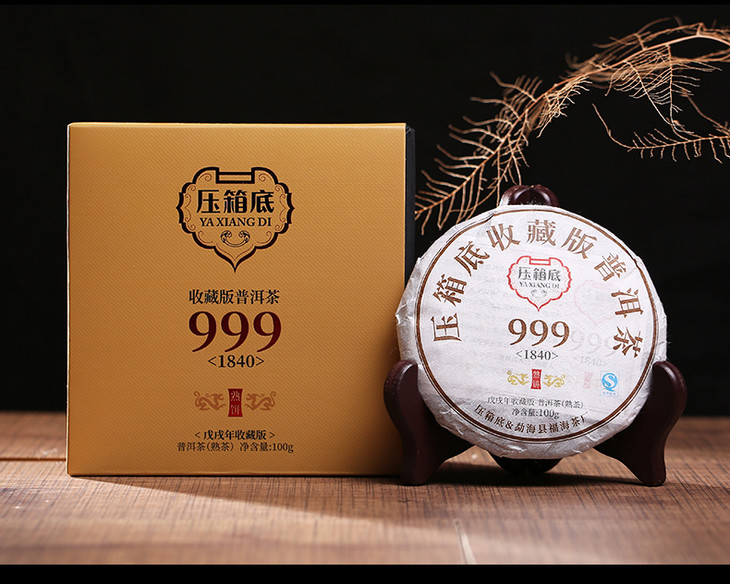 压箱底
YA XIANG DI
收藏版普洱茶
999
<1840>
熟饼
<戊戌年收藏版>
普洱茶(熟茶) 净含量:100g
压箱底收藏版普洱茶
压箱底
YA XIANG DI
999
<1840>
戊戌年收藏版·普洱茶(熟茶)
净含量:100g
压箱底&勐海县福海茶厂